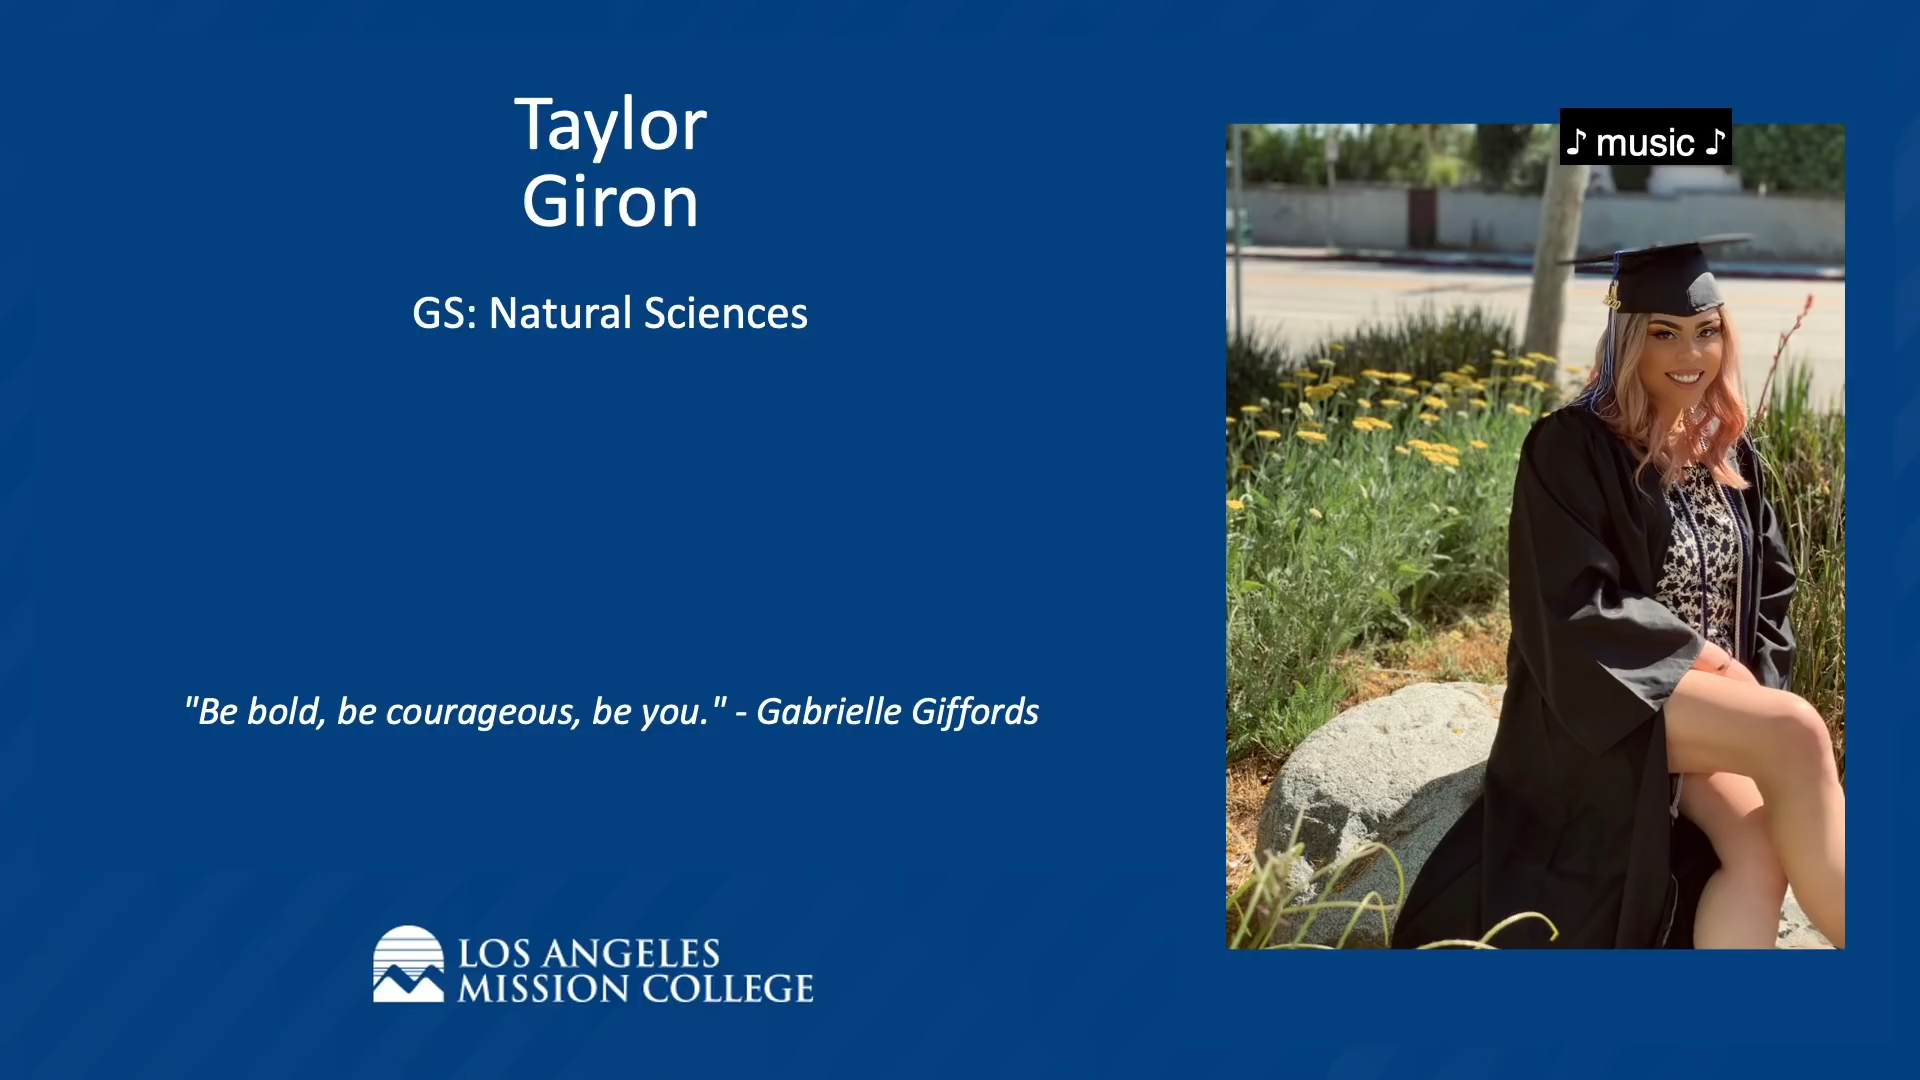 Taylor
Giron
GS: Natural Sciences
"Be bold, be courageous, be you." - Gabrielle Giffords
LOS ANGELES
MISSION COLLEGE
♪ music ♪